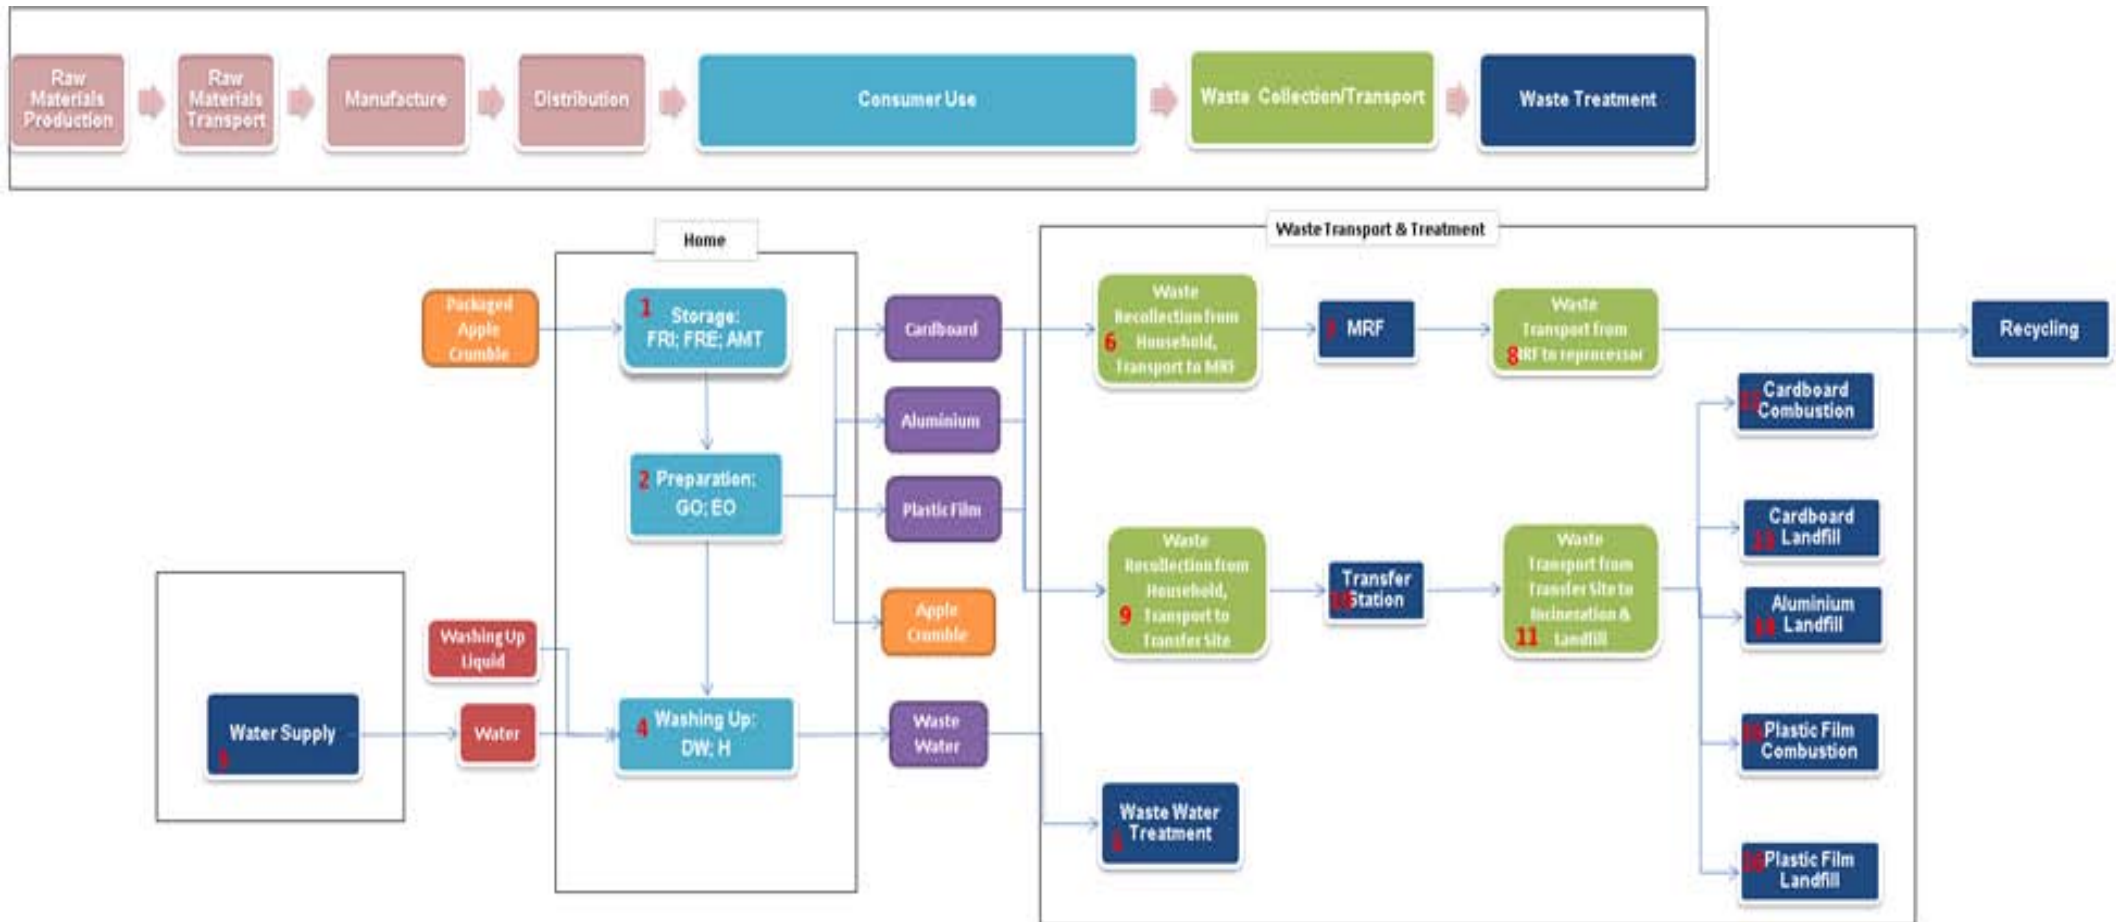 Raw
Materials
Production
Raw
Materials
Transport
Manufacture
Distribution
Consumer Use
Waste Collection/Transport
Waste Treatment
Home
Waste Transport & Treatment
Packaged
Apple
Crumble
1
Storage:
FRI; FRE; AMT
Cardboard
Waste
Recollection from
Household,
Transport to MRF
6
MRF
Waste
Transport from
MRF to reprocessor
8
Recycling
Cardboard
Combustion
Aluminium
2
Preparation:
GO; EO
Plastic Film
Waste
Recollection from
Household,
Transport to
Transfer Site
9
Transfer
Station
Waste
Transport from
Transfer Site to
Incineration &
Landfill
11
Cardboard
Landfill
Aluminium
Landfill
Apple
Crumble
Washing Up
Liquid
Water Supply
Water
4
Washing Up:
DW; H
Waste
Water
Plastic Film
Combustion
Waste Water
Treatment
Plastic Film
Landfill